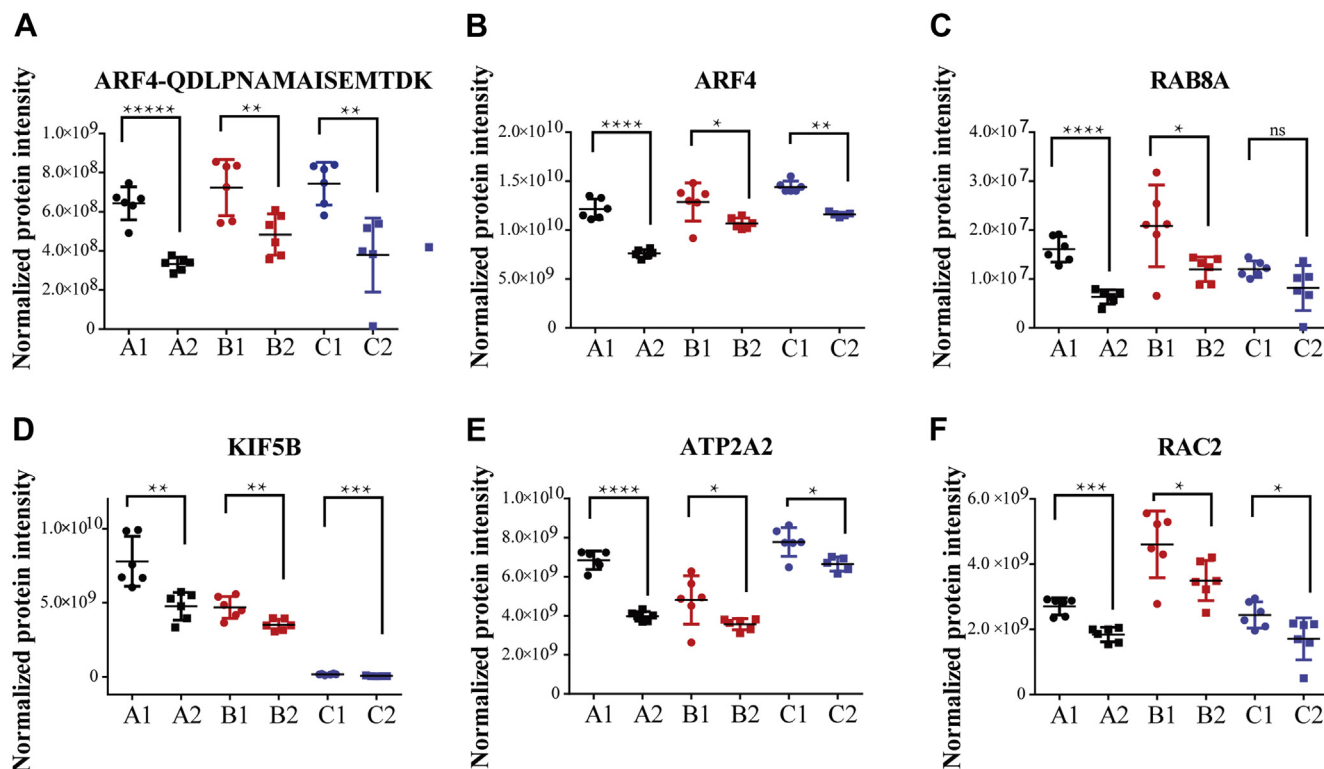 A
ARF4-QDLPNAMAISEMTDK
Normalized protein intensity
***** ** **
1.0×10⁹
8.0×10⁸
6.0×10⁸
4.0×10⁸
2.0×10⁸
0
A1 A2 B1 B2 C1 C2
B
ARF4
Normalized protein intensity
**** * **
2.0×10¹⁰
1.5×10¹⁰
1.0×10¹⁰
5.0×10⁹
0
A1 A2 B1 B2 C1 C2
C
RAB8A
Normalized protein intensity
**** * ns
4.0×10⁷
3.0×10⁷
2.0×10⁷
1.0×10⁷
1.0×10⁷
0
A1 A2 B1 B2 C1 C2
D
KIF5B
Normalized protein intensity
** ** ***
1.0×10¹⁰
5.0×10⁹
0
A1 A2 B1 B2 C1 C2
E
ATP2A2
Normalized protein intensity
**** * *
1.0×10¹⁰
8.0×10⁹
6.0×10⁹
4.0×10⁹
2.0×10⁹
0
A1 A2 B1 B2 C1 C2
F
RAC2
Normalized protein intensity
*** * *
6.0 ×10⁹
4.0×10⁹
2.0×10⁹
0
A1 A2 B1 B2 C1 C2